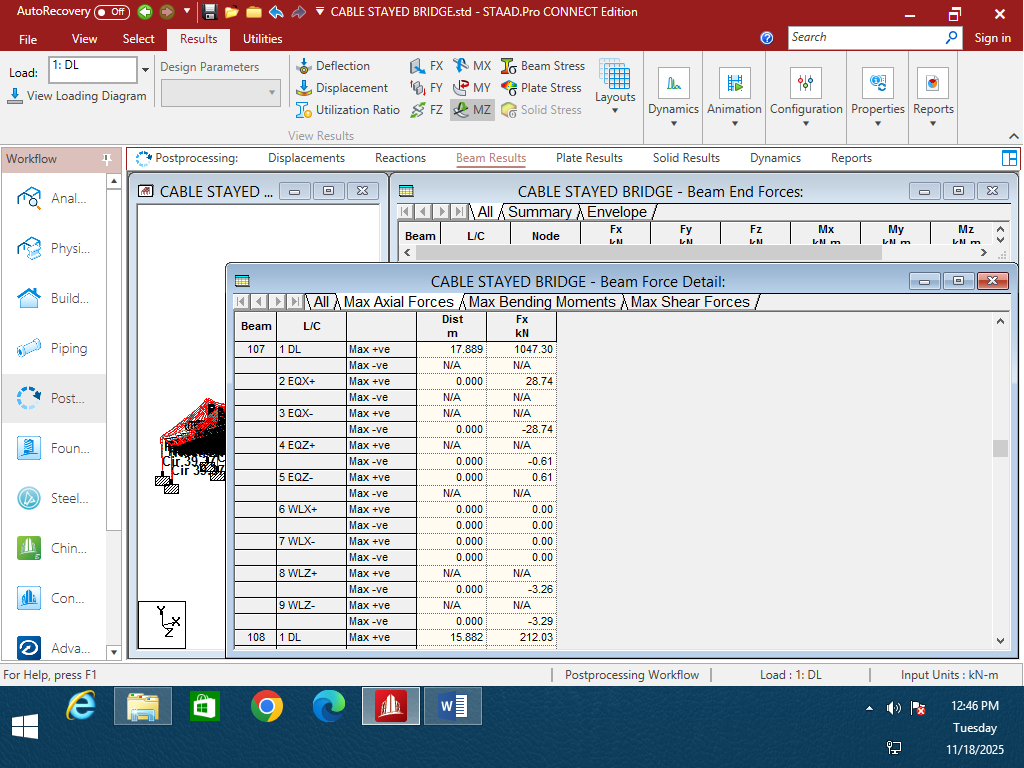 AutoRecovery Off CABLE STAYED BRIDGE.std - STAAD.Pro CONNECT Edition
File View Select Results Utilities Search Sign in
Load: 1: DL
View Loading Diagram
Design Parameters
Deflection
Displacement
Utilization Ratio
FX MX
FY MY
FZ MZ
Beam Stress
Plate Stress
Solid Stress
Layouts
View Results
Dynamics Animation Configuration Properties Reports
Workflow
Postprocessing: Displacements Reactions Beam Results Plate Results Solid Results Dynamics Reports
Anal...
Physi...
Build...
Piping
Post...
Foun...
Steel...
Chin...
Con...
Adva...
CABLE STAYED ...
Y
X
Z
CABLE STAYED BRIDGE - Beam End Forces:
All Summary Envelope
Beam L/C Node Fx Fy Fz Mx My Mz
kN kN kN kN-m kN-m kN-m
CABLE STAYED BRIDGE - Beam Force Detail:
All Max Axial Forces Max Bending Moments Max Shear Forces
Beam L/C Dist Fx
m kN
107 1 DL Max +ve 17.889 1047.30
Max -ve N/A N/A
2 EQX+ Max +ve 0.000 28.74
Max -ve N/A N/A
3 EQX- Max +ve N/A N/A
Max -ve 0.000 -28.74
4 EQZ+ Max +ve N/A N/A
Max -ve 0.000 -0.61
5 EQZ- Max +ve 0.000 0.61
Max -ve N/A N/A
6 WLX+ Max +ve 0.000 0.00
Max -ve 0.000 0.00
7 WLX- Max +ve 0.000 0.00
Max -ve 0.000 0.00
8 WLZ+ Max +ve N/A N/A
Max -ve 0.000 -3.26
9 WLZ- Max +ve N/A N/A
Max -ve 0.000 -3.29
108 1 DL Max +ve 15.882 212.03
For Help, press F1 Postprocessing Workflow Load : 1: DL Input Units : kN-m
12:46 PM
Tuesday
11/18/2025